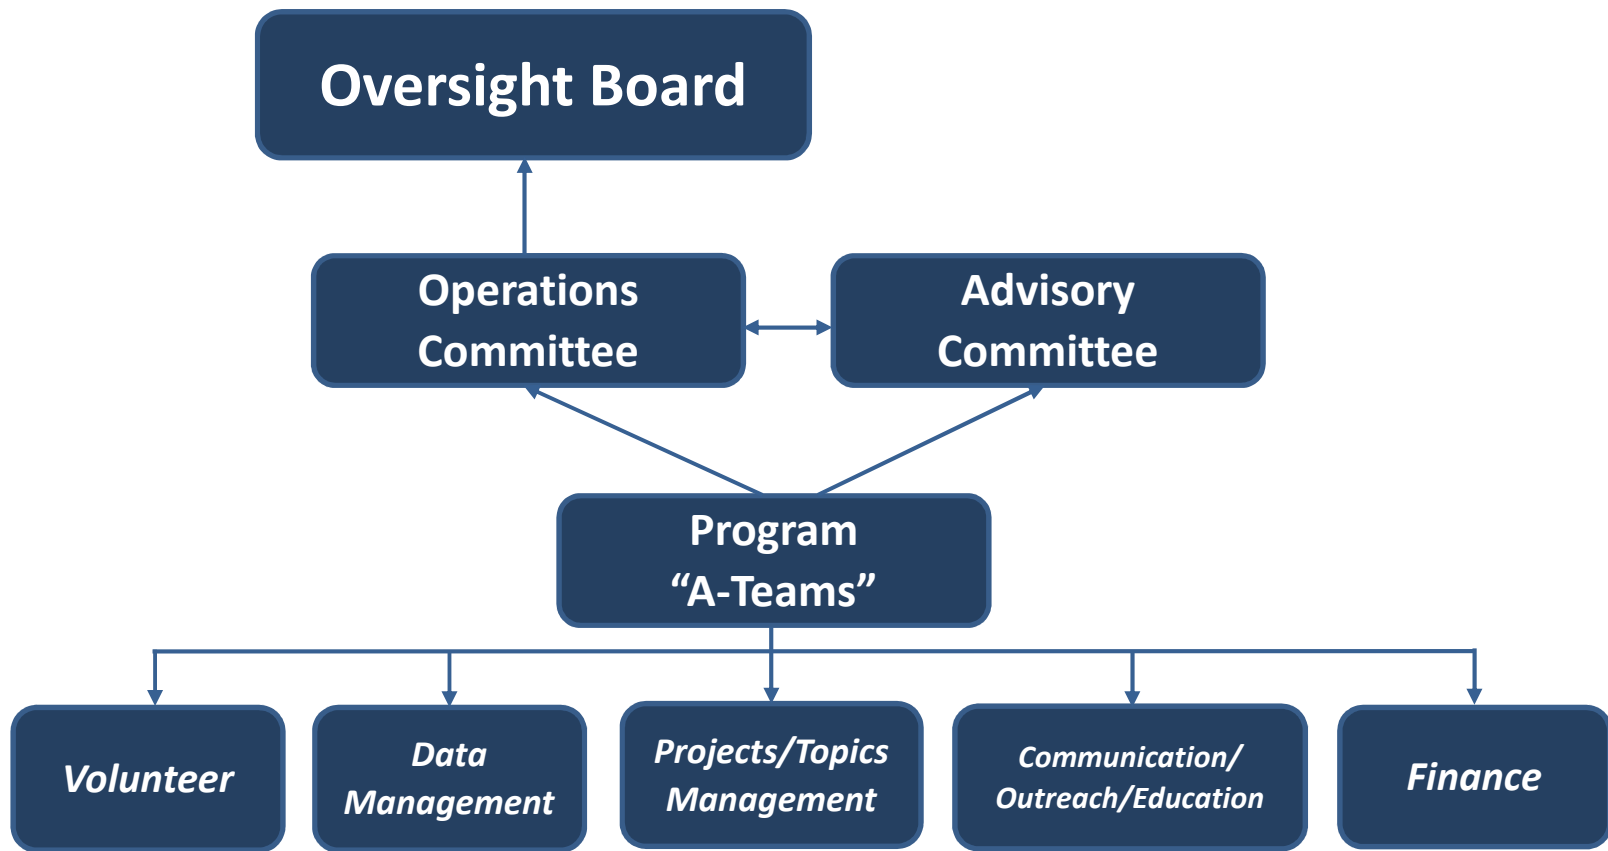 Oversight Board
Operations
Committee
Advisory
Committee
Program
“A-Teams”
Volunteer
Data
Management
Projects/Topics
Management
Communication/
Outreach/Education
Finance